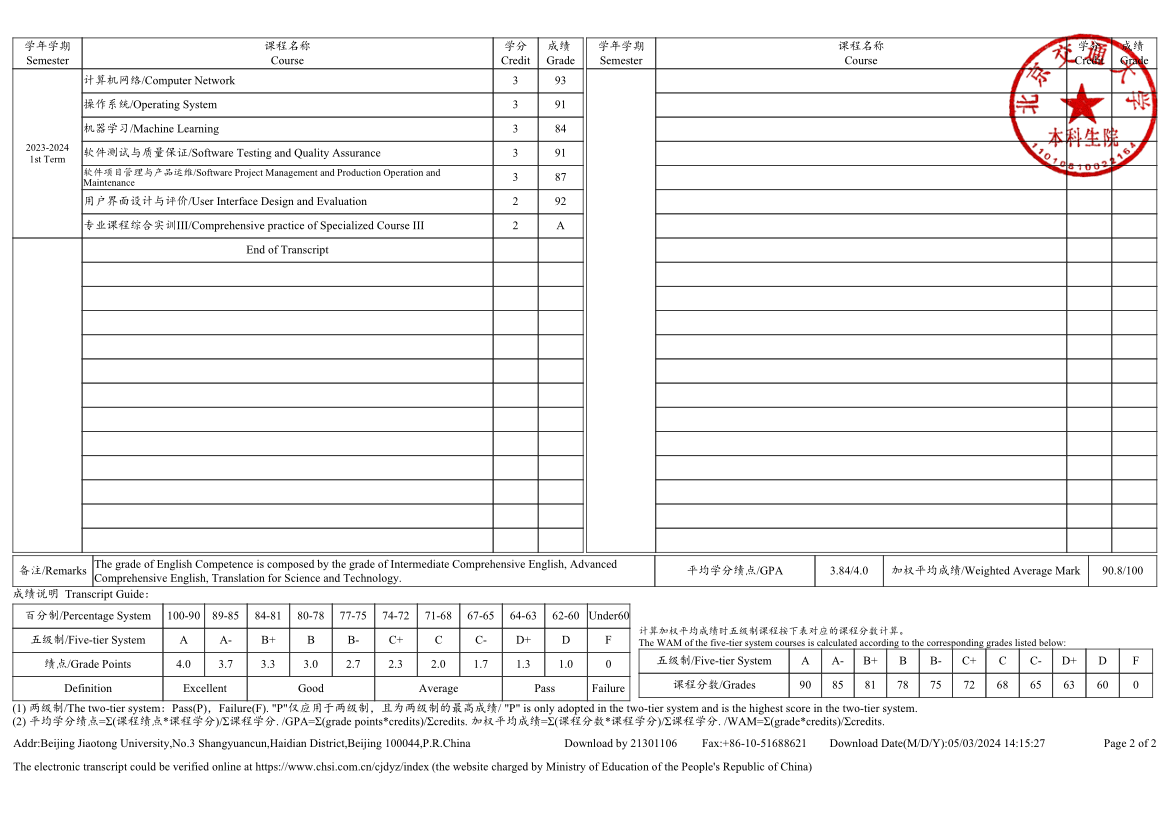 学年学期 课程名称 学分 成绩 学年学期 课程名称 学分 成绩
Semester Course Credit Grade Semester Course Credit Grade
计算机网络/Computer Network 3 93
操作系统/Operating System 3 91
机器学习/Machine Learning 3 84
2023-2024
1st Term
软件测试与质量保证/Software Testing and Quality Assurance 3 91
软件项目管理与产品运维/Software Project Management and Production Operation and
Maintenance 3 87
用户界面设计与评价/User Interface Design and Evaluation 2 92
专业课程综合实训III/Comprehensive practice of Specialized Course III 2 A
End of Transcript
北京交通大学
本科生院
备注/Remarks
The grade of English Competence is composed by the grade of Intermediate Comprehensive English, Advanced
Comprehensive English, Translation for Science and Technology.
平均学分绩点/GPA 3.84/4.0 加权平均成绩/Weighted Average Mark 90.8/100
成绩说明 Transcript Guide:
百分制/Percentage System 100-90 89-85 84-81 80-78 77-75 74-72 71-68 67-65 64-63 62-60 Under60
五级制/Five-tier System A A- B+ B B- C+ C C- D+ D F
绩点/Grade Points 4.0 3.7 3.3 3.0 2.7 2.3 2.0 1.7 1.3 1.0 0
Definition Excellent Good Average Pass Failure
计算加权平均成绩时五级制课程按下表对应的课程分数计算。
The WAM of the five-tier system courses is calculated according to the corresponding grades listed below:
五级制/Five-tier System A A- B+ B B- C+ C C- D+ D F
课程分数/Grades 90 85 81 78 75 72 68 65 63 60 0
(1) 两级制/The two-tier system：Pass(P)，Failure(F). "P"仅应用于两级制，且为两级制的最高成绩/ "P" is only adopted in the two-tier system and is the highest score in the two-tier system.
(2) 平均学分绩点=Σ(课程绩点*课程学分)/Σ课程学分. /GPA=Σ(grade points*credits)/Σcredits. 加权平均成绩=Σ(课程分数*课程学分)/Σ课程学分. /WAM=Σ(grade*credits)/Σcredits.
Addr:Beijing Jiaotong University,No.3 Shangyuancun,Haidian District,Beijing 100044,P.R.China Download by 21301106 Fax:+86-10-51688621 Download Date(M/D/Y):05/03/2024 14:15:27 Page 2 of 2
The electronic transcript could be verified online at https://www.chsi.com.cn/cjdyz/index (the website charged by Ministry of Education of the People's Republic of China)